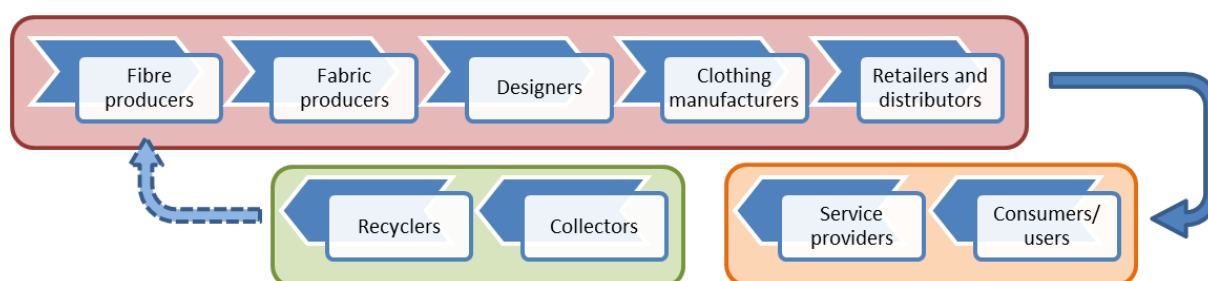 Fibre
producers
Fabric
producers
Designers
Clothing
manufacturers
Retailers and
distributors
Recyclers
Collectors
Service
providers
Consumers/
users